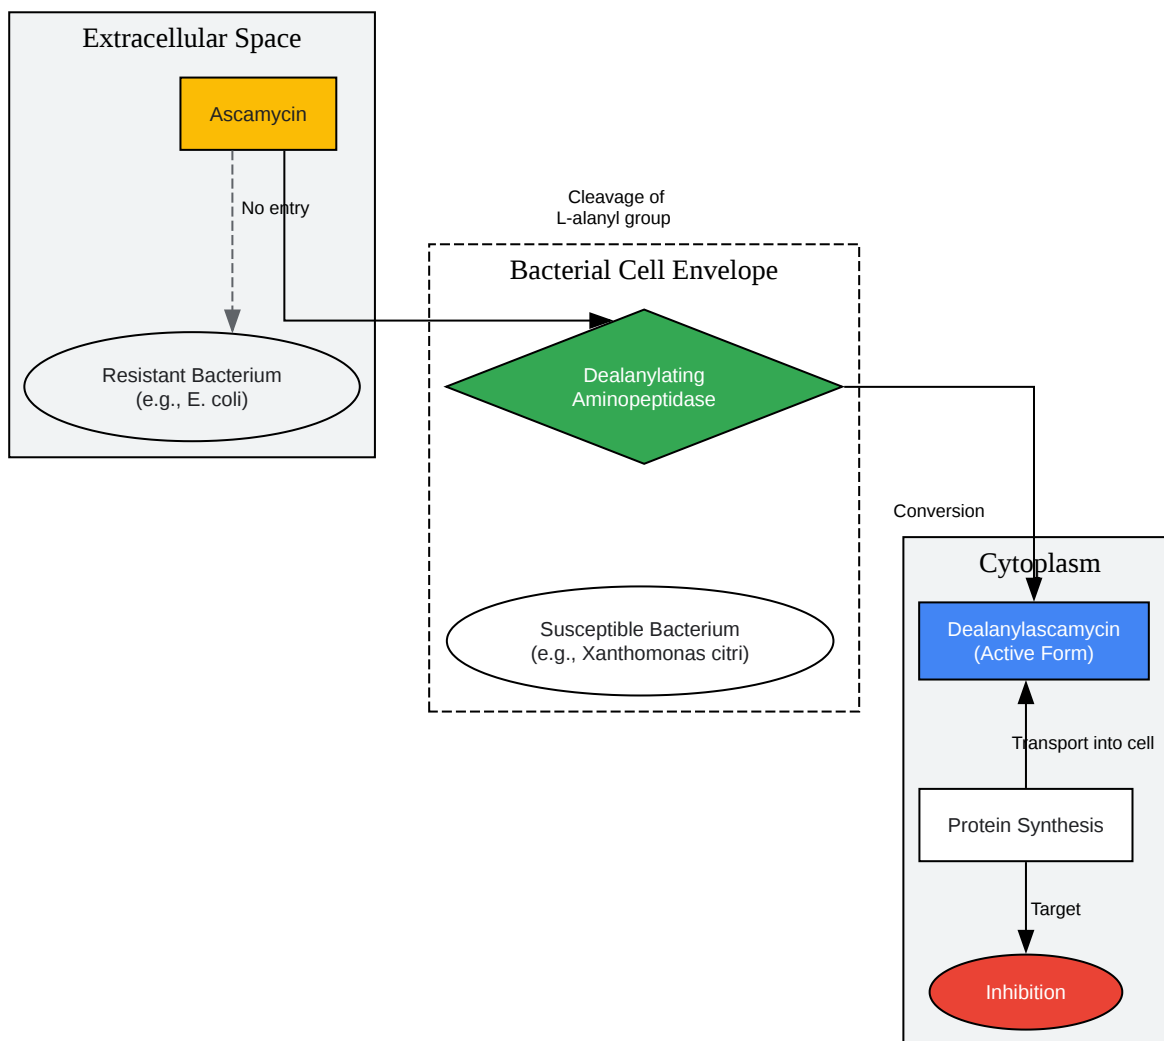 Extracellular Space
Ascamycin
No entry
Resistant Bacterium
(e.g., E. coli)
Cleavage of
L-alanyl group
Bacterial Cell Envelope
Dealanylating
Aminopeptidase
Susceptible Bacterium
(e.g., Xanthomonas citri)
Conversion
Cytoplasm
Dealanylascamycin
(Active Form)
Transport into cell
Protein Synthesis
Target
Inhibition